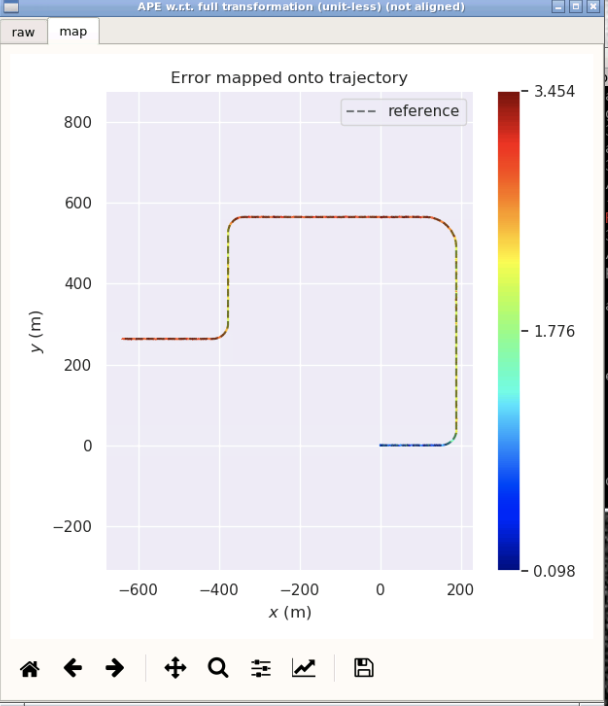 APE w.r.t. full transformation (unit-less) (not aligned)
raw
map
Error mapped onto trajectory
reference
3.454
1.776
0.098
800
600
400
200
0
−200
y (m)
−600
−400
−200
0
200
x (m)